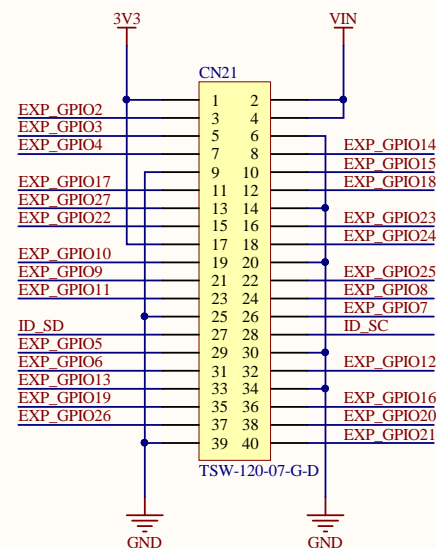 3V3 VIN
CN21
1 2
EXP_GPIO2 3 4
EXP_GPIO3 5 6
EXP_GPIO4 7 8 EXP_GPIO14
9 10 EXP_GPIO15
EXP_GPIO17 11 12 EXP_GPIO18
EXP_GPIO27 13 14
EXP_GPIO22 15 16 EXP_GPIO23
17 18 EXP_GPIO24
EXP_GPIO10 19 20
EXP_GPIO9 21 22 EXP_GPIO25
EXP_GPIO11 23 24 EXP_GPIO8
25 26 EXP_GPIO7
ID_SD 27 28 ID_SC
EXP_GPIO5 29 30
EXP_GPIO6 31 32 EXP_GPIO12
EXP_GPIO13 33 34
EXP_GPIO19 35 36 EXP_GPIO16
EXP_GPIO26 37 38 EXP_GPIO20
39 40 EXP_GPIO21
TSW-120-07-G-D
GND GND